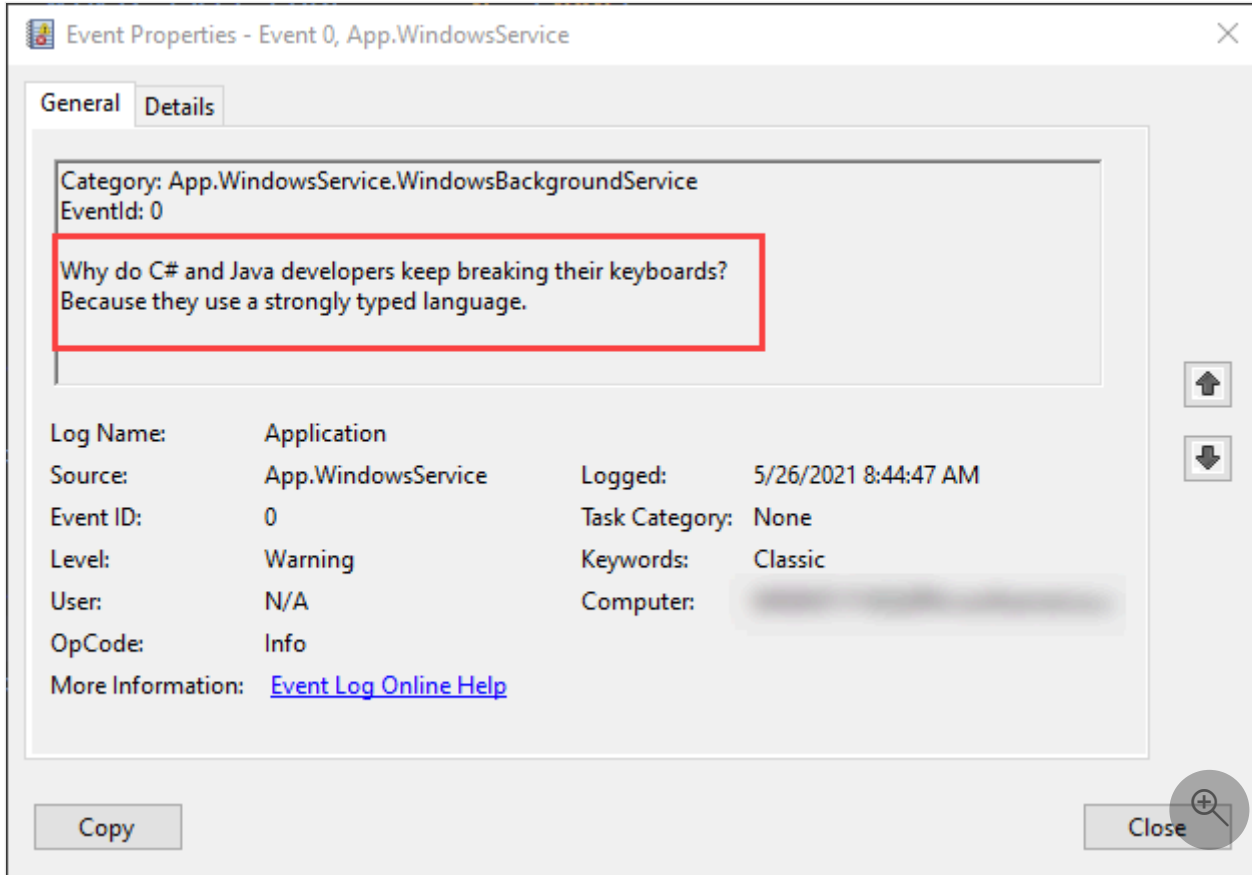 Event Properties - Event 0, App.WindowsService
General Details
Category: App.WindowsService.WindowsBackgroundService
EventId: 0
Why do C# and Java developers keep breaking their keyboards?
Because they use a strongly typed language.
Log Name: Application
Source: App.WindowsService Logged: 5/26/2021 8:44:47 AM
Event ID: 0 Task Category: None
Level: Warning Keywords: Classic
User: N/A Computer:
OpCode: Info
More Information: Event Log Online Help
Copy Close